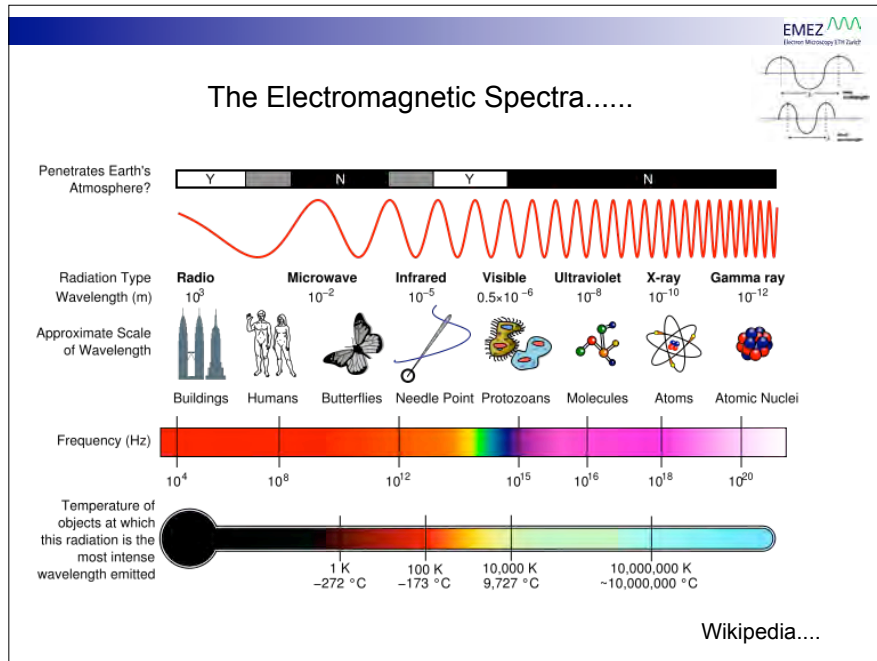 EMEZ
Electron Microscopy ETH Zurich
The Electromagnetic Spectra......
Penetrates Earth's
Atmosphere?
Y N Y N
Radiation Type
Radio Microwave Infrared Visible Ultraviolet X-ray Gamma ray
Wavelength (m)
10³ 10⁻² 10⁻⁵ 0.5×10⁻⁶ 10⁻⁸ 10⁻¹⁰ 10⁻¹²
Approximate Scale
of Wavelength
Buildings Humans Butterflies Needle Point Protozoans Molecules Atoms Atomic Nuclei
Frequency (Hz)
10⁴ 10⁸ 10¹² 10¹⁵ 10¹⁶ 10¹⁸ 10²⁰
Temperature of
objects at which
this radiation is the
most intense
wavelength emitted
1 K 100 K 10,000 K 10,000,000 K
−272 °C −173 °C 9,727 °C ~10,000,000 °C
Wikipedia....